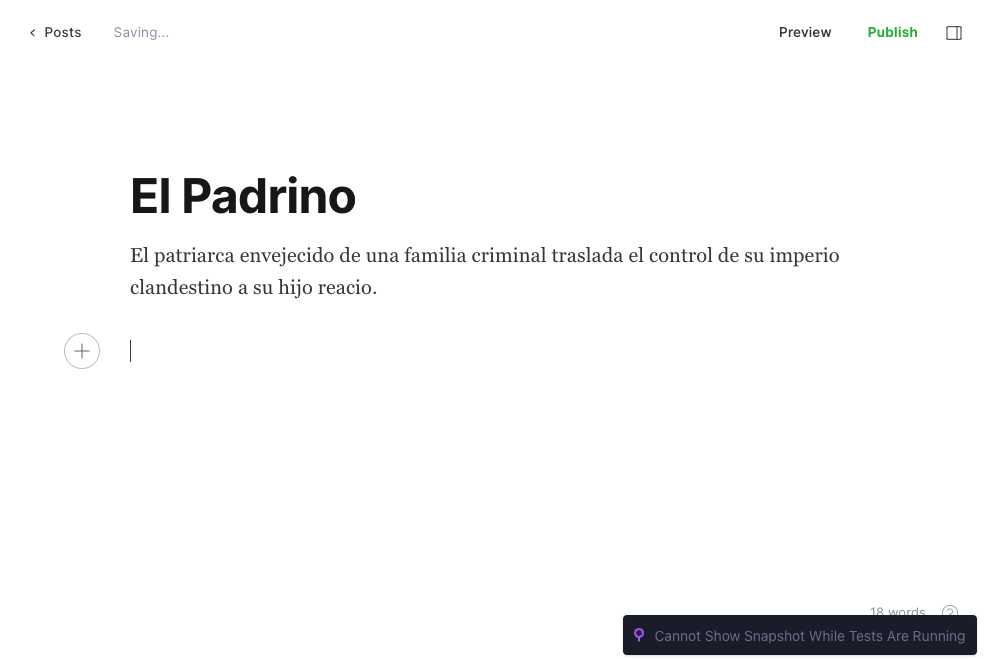 Posts
Saving...
Preview
Publish
El Padrino
El patriarca envejecido de una familia criminal traslada el control de su imperio
clandestino a su hijo reacio.
18 words
Cannot Show Snapshot While Tests Are Running